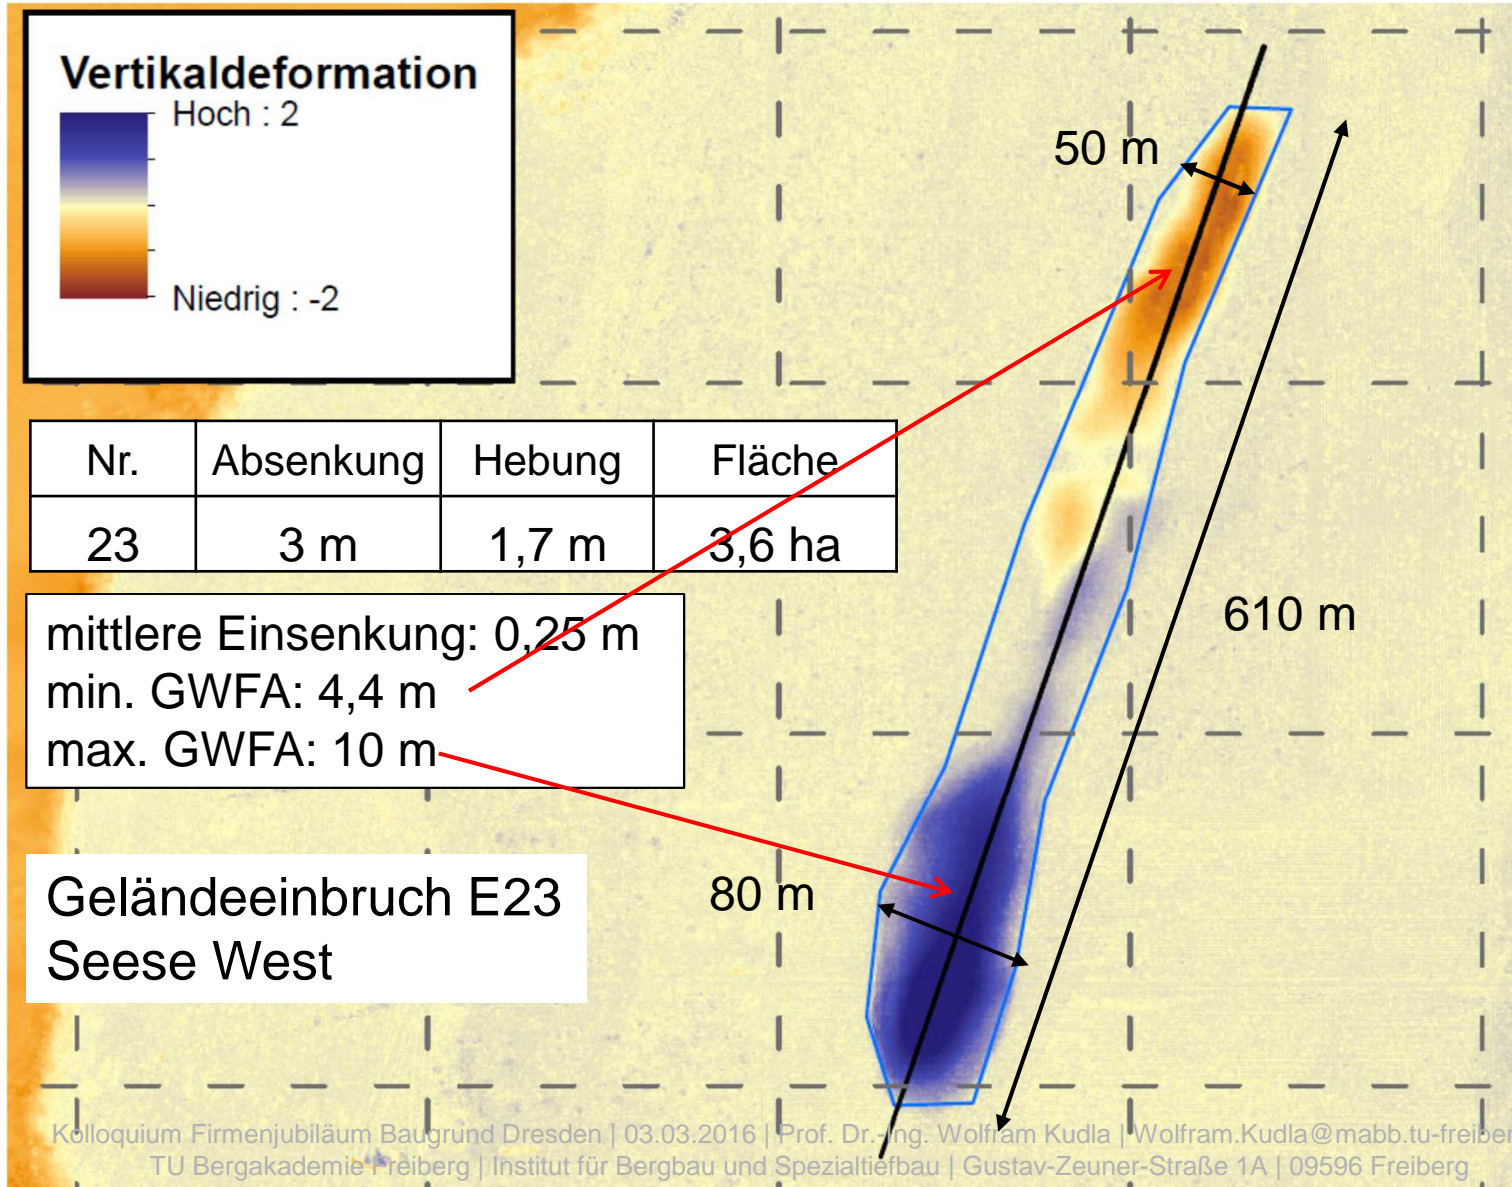 Vertikaldeformation
Hoch : 2
Niedrig : -2
50 m
Nr. Absenkung Hebung Fläche
23 3 m 1,7 m 3,6 ha
mittlere Einsenkung: 0,25 m
min. GWFA: 4,4 m
max. GWFA: 10 m
610 m
80 m
Geländeeinbruch E23
Seese West
Kolloquium Firmenjubiläum Baugrund Dresden | 03.03.2016 | Prof. Dr.-Ing. Wolfram Kudla | Wolfram.Kudla@mabb.tu-freiber
TU Bergakademie Freiberg | Institut für Bergbau und Spezialtiefbau | Gustav-Zeuner-Straße 1A | 09596 Freiberg